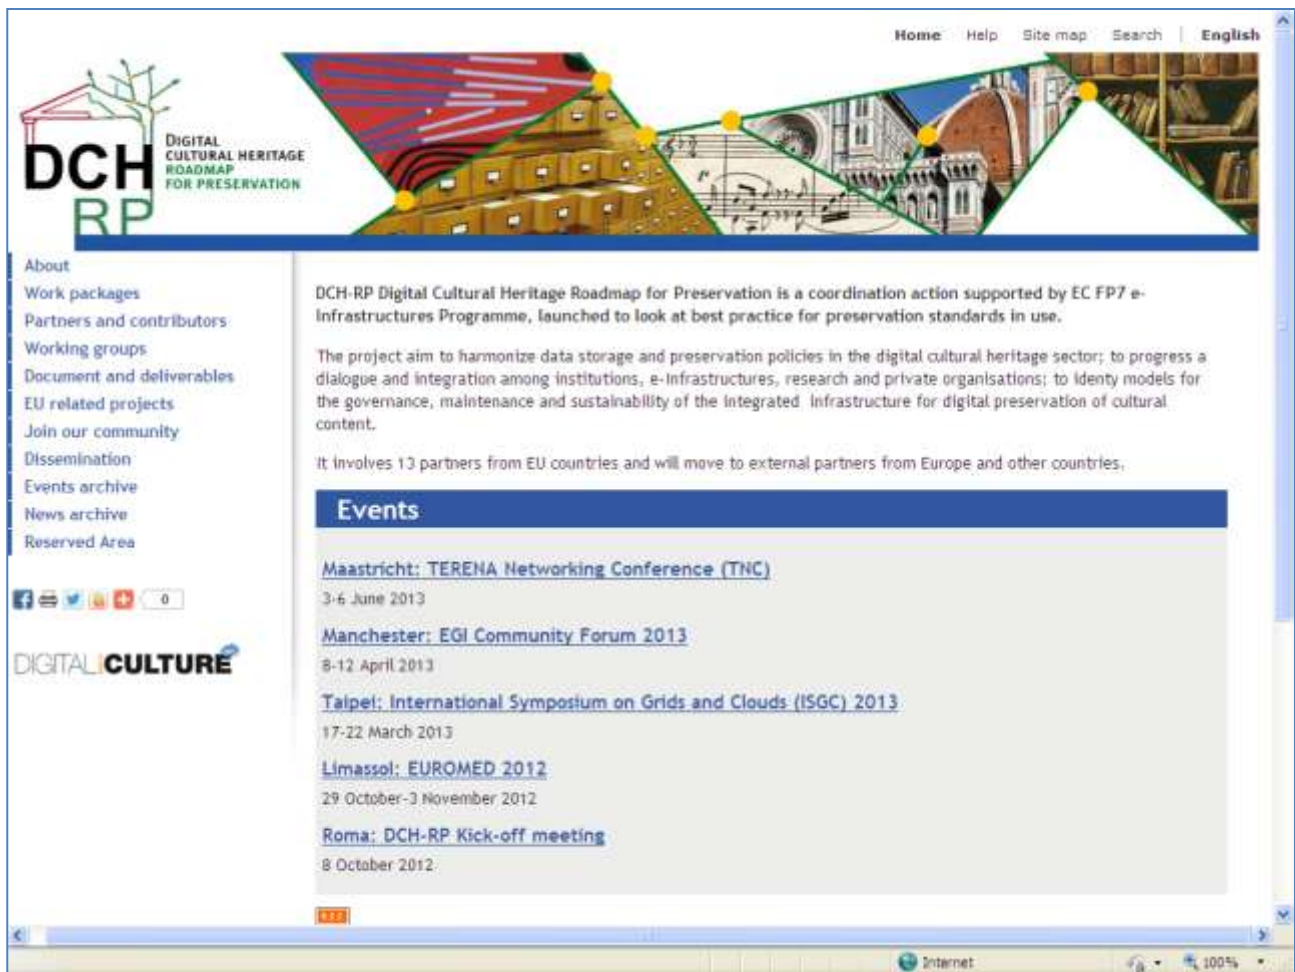 Home Help Site map Search | English
DCH
RP
DIGITAL
CULTURAL HERITAGE
ROADMAP
FOR PRESERVATION
About
Work packages
Partners and contributors
Working groups
Document and deliverables
EU related projects
Join our community
Dissemination
Events archive
News archive
Reserved Area
0
DIGITALICULTURE
DCH-RP Digital Cultural Heritage Roadmap for Preservation is a coordination action supported by EC FP7 e-
Infrastructures Programme, launched to look at best practice for preservation standards in use.
The project aim to harmonize data storage and preservation policies in the digital cultural heritage sector; to progress a
dialogue and integration among institutions, e-Infrastructures, research and private organisations; to identy models for
the governance, maintenance and sustainability of the integrated infrastructure for digital preservation of cultural
content.
It involves 13 partners from EU countries and will move to external partners from Europe and other countries.
Events
Maastricht: TERENA Networking Conference (TNC)
3-6 June 2013
Manchester: EGI Community Forum 2013
8-12 April 2013
Taipei: International Symposium on Grids and Clouds (ISGC) 2013
17-22 March 2013
Limassol: EUROMED 2012
29 October-3 November 2012
Roma: DCH-RP Kick-off meeting
8 October 2012
Internet
100%